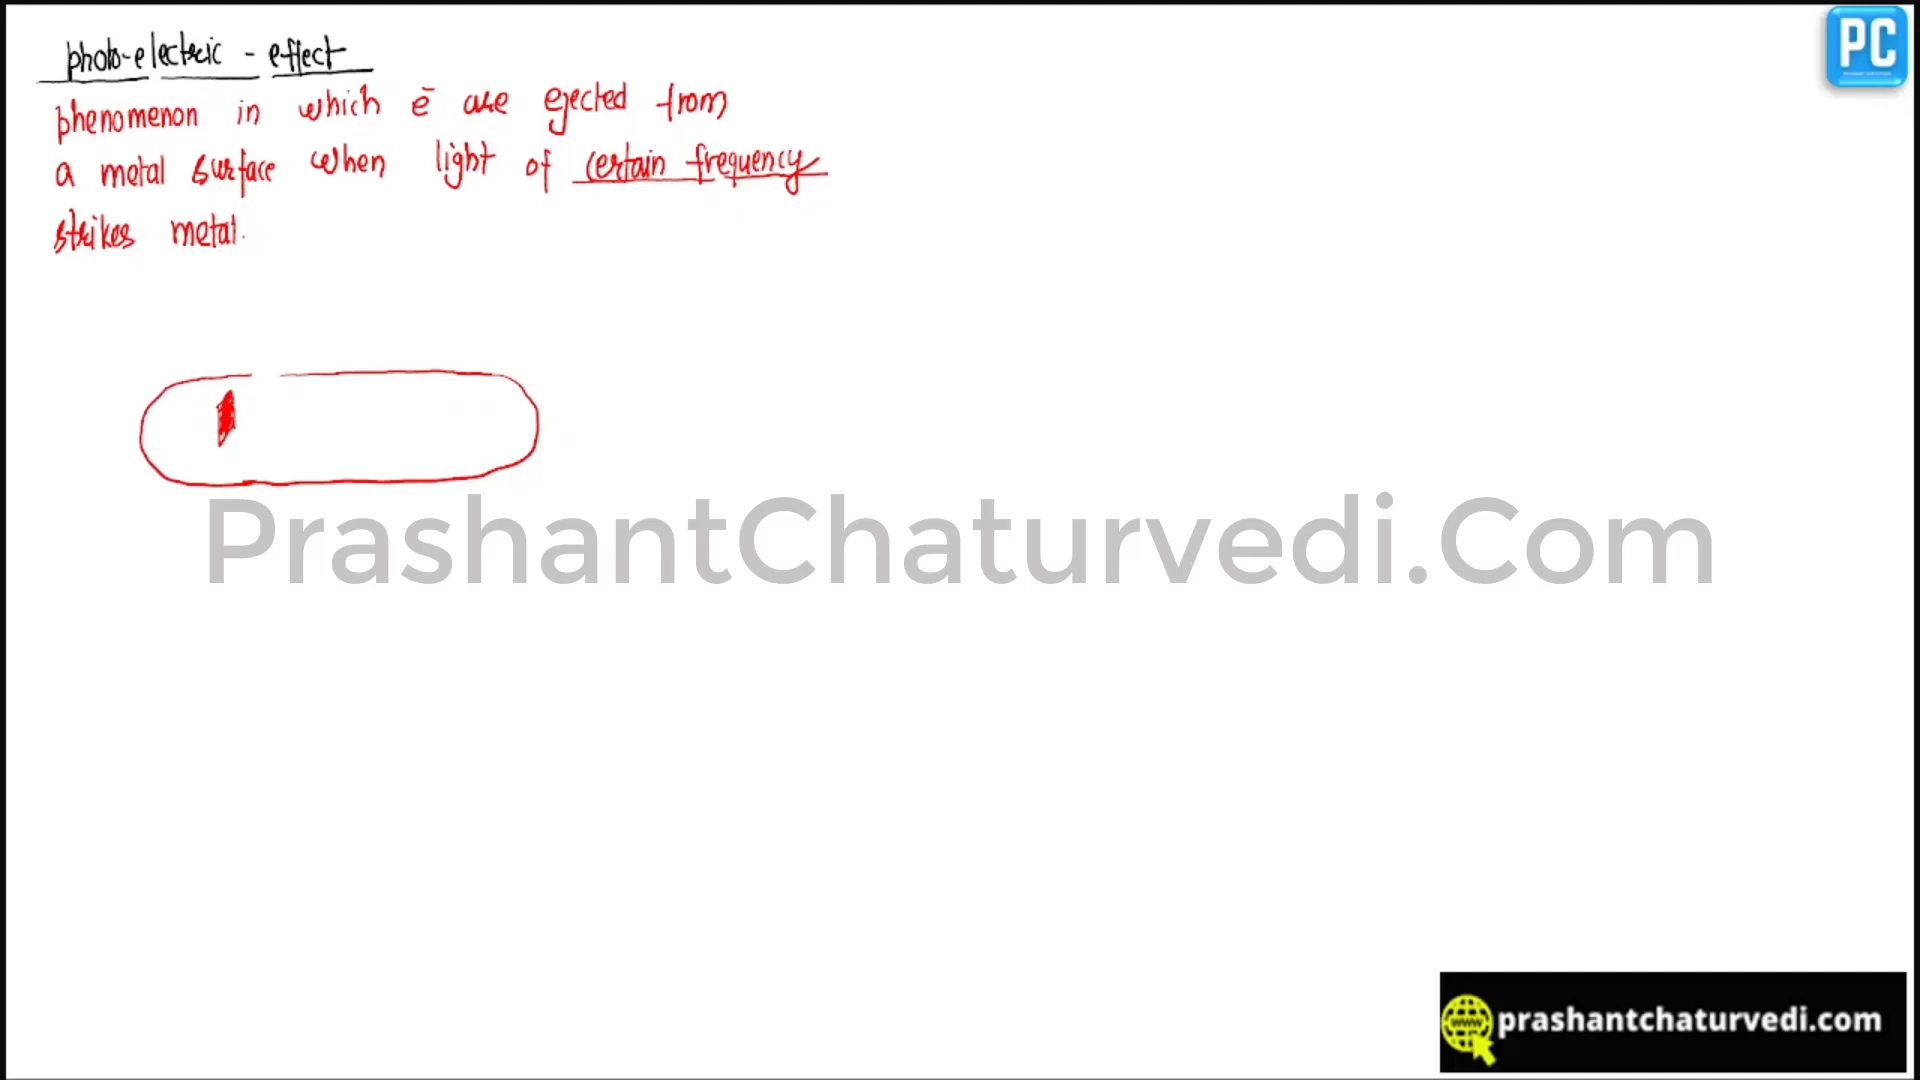 photo-electric-effect
PC
phenomenon in which e⁻ are ejected from
a metal surface when light of certain frequency
strikes metal.
PrashantChaturvedi.Com
www
prashantchaturvedi.com